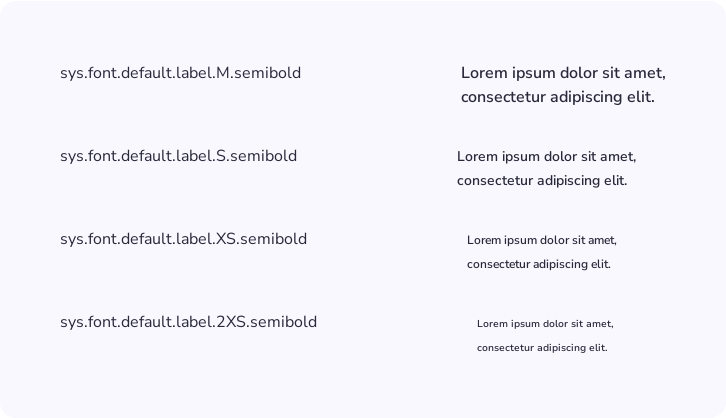 sys.font.default.label.M.semibold
Lorem ipsum dolor sit amet,
consectetur adipiscing elit.
sys.font.default.label.S.semibold
Lorem ipsum dolor sit amet,
consectetur adipiscing elit.
sys.font.default.label.XS.semibold
Lorem ipsum dolor sit amet,
consectetur adipiscing elit.
sys.font.default.label.2XS.semibold
Lorem ipsum dolor sit amet,
consectetur adipiscing elit.